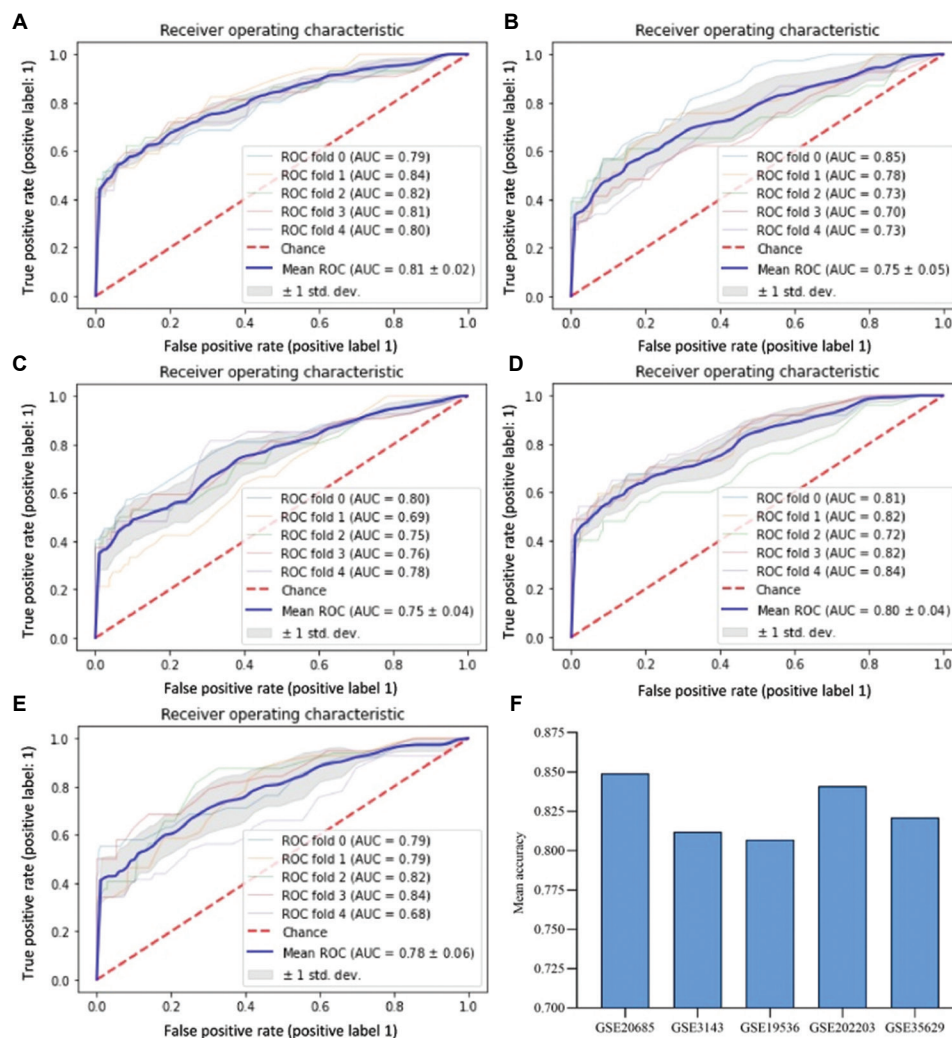 A
Receiver operating characteristic
True positive rate (positive label: 1)
1.0
0.8
0.6
0.4
0.2
0.0
ROC fold 0 (AUC = 0.79)
ROC fold 1 (AUC = 0.84)
ROC fold 2 (AUC = 0.82)
ROC fold 3 (AUC = 0.81)
ROC fold 4 (AUC = 0.80)
Chance
Mean ROC (AUC = 0.81 ± 0.02)
± 1 std. dev.
0.0 0.2 0.4 0.6 0.8 1.0
False positive rate (positive label 1)
B
Receiver operating characteristic
True positive rate (positive label: 1)
1.0
0.8
0.6
0.4
0.2
0.0
ROC fold 0 (AUC = 0.85)
ROC fold 1 (AUC = 0.78)
ROC fold 2 (AUC = 0.73)
ROC fold 3 (AUC = 0.70)
ROC fold 4 (AUC = 0.73)
Chance
Mean ROC (AUC = 0.75 ± 0.05)
± 1 std. dev.
0.0 0.2 0.4 0.6 0.8 1.0
False positive rate (positive label 1)
C
Receiver operating characteristic
True positive rate (positive label: 1)
1.0
0.8
0.6
0.4
0.2
0.0
ROC fold 0 (AUC = 0.80)
ROC fold 1 (AUC = 0.69)
ROC fold 2 (AUC = 0.75)
ROC fold 3 (AUC = 0.76)
ROC fold 4 (AUC = 0.78)
Chance
Mean ROC (AUC = 0.75 ± 0.04)
± 1 std. dev.
0.0 0.2 0.4 0.6 0.8 1.0
False positive rate (positive label 1)
D
Receiver operating characteristic
True positive rate (positive label: 1)
1.0
0.8
0.6
0.4
0.2
0.0
ROC fold 0 (AUC = 0.81)
ROC fold 1 (AUC = 0.82)
ROC fold 2 (AUC = 0.72)
ROC fold 3 (AUC = 0.82)
ROC fold 4 (AUC = 0.84)
Chance
Mean ROC (AUC = 0.80 ± 0.04)
± 1 std. dev.
0.0 0.2 0.4 0.6 0.8 1.0
False positive rate (positive label 1)
E
Receiver operating characteristic
True positive rate (positive label: 1)
1.0
0.8
0.6
0.4
0.2
0.0
ROC fold 0 (AUC = 0.79)
ROC fold 1 (AUC = 0.79)
ROC fold 2 (AUC = 0.82)
ROC fold 3 (AUC = 0.84)
ROC fold 4 (AUC = 0.68)
Chance
Mean ROC (AUC = 0.78 ± 0.06)
± 1 std. dev.
0.0 0.2 0.4 0.6 0.8 1.0
False positive rate (positive label 1)
F
Mean accuracy
0.875
0.850
0.825
0.800
0.775
0.750
0.725
0.700
GSE20685 GSE3143 GSE19536 GSE202203 GSE35629